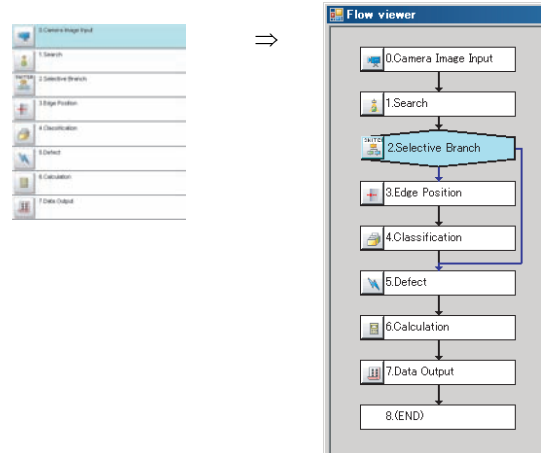 0.Camera Image Input
1.Search
2.Selective Branch
3.Edge Position
4.Classification
5.Defect
6.Calculation
7.Data Output
⇒
Flow viewer
0.Camera Image Input
1.Search
2.Selective Branch
3.Edge Position
4.Classification
5.Defect
6.Calculation
7.Data Output
8.(END)